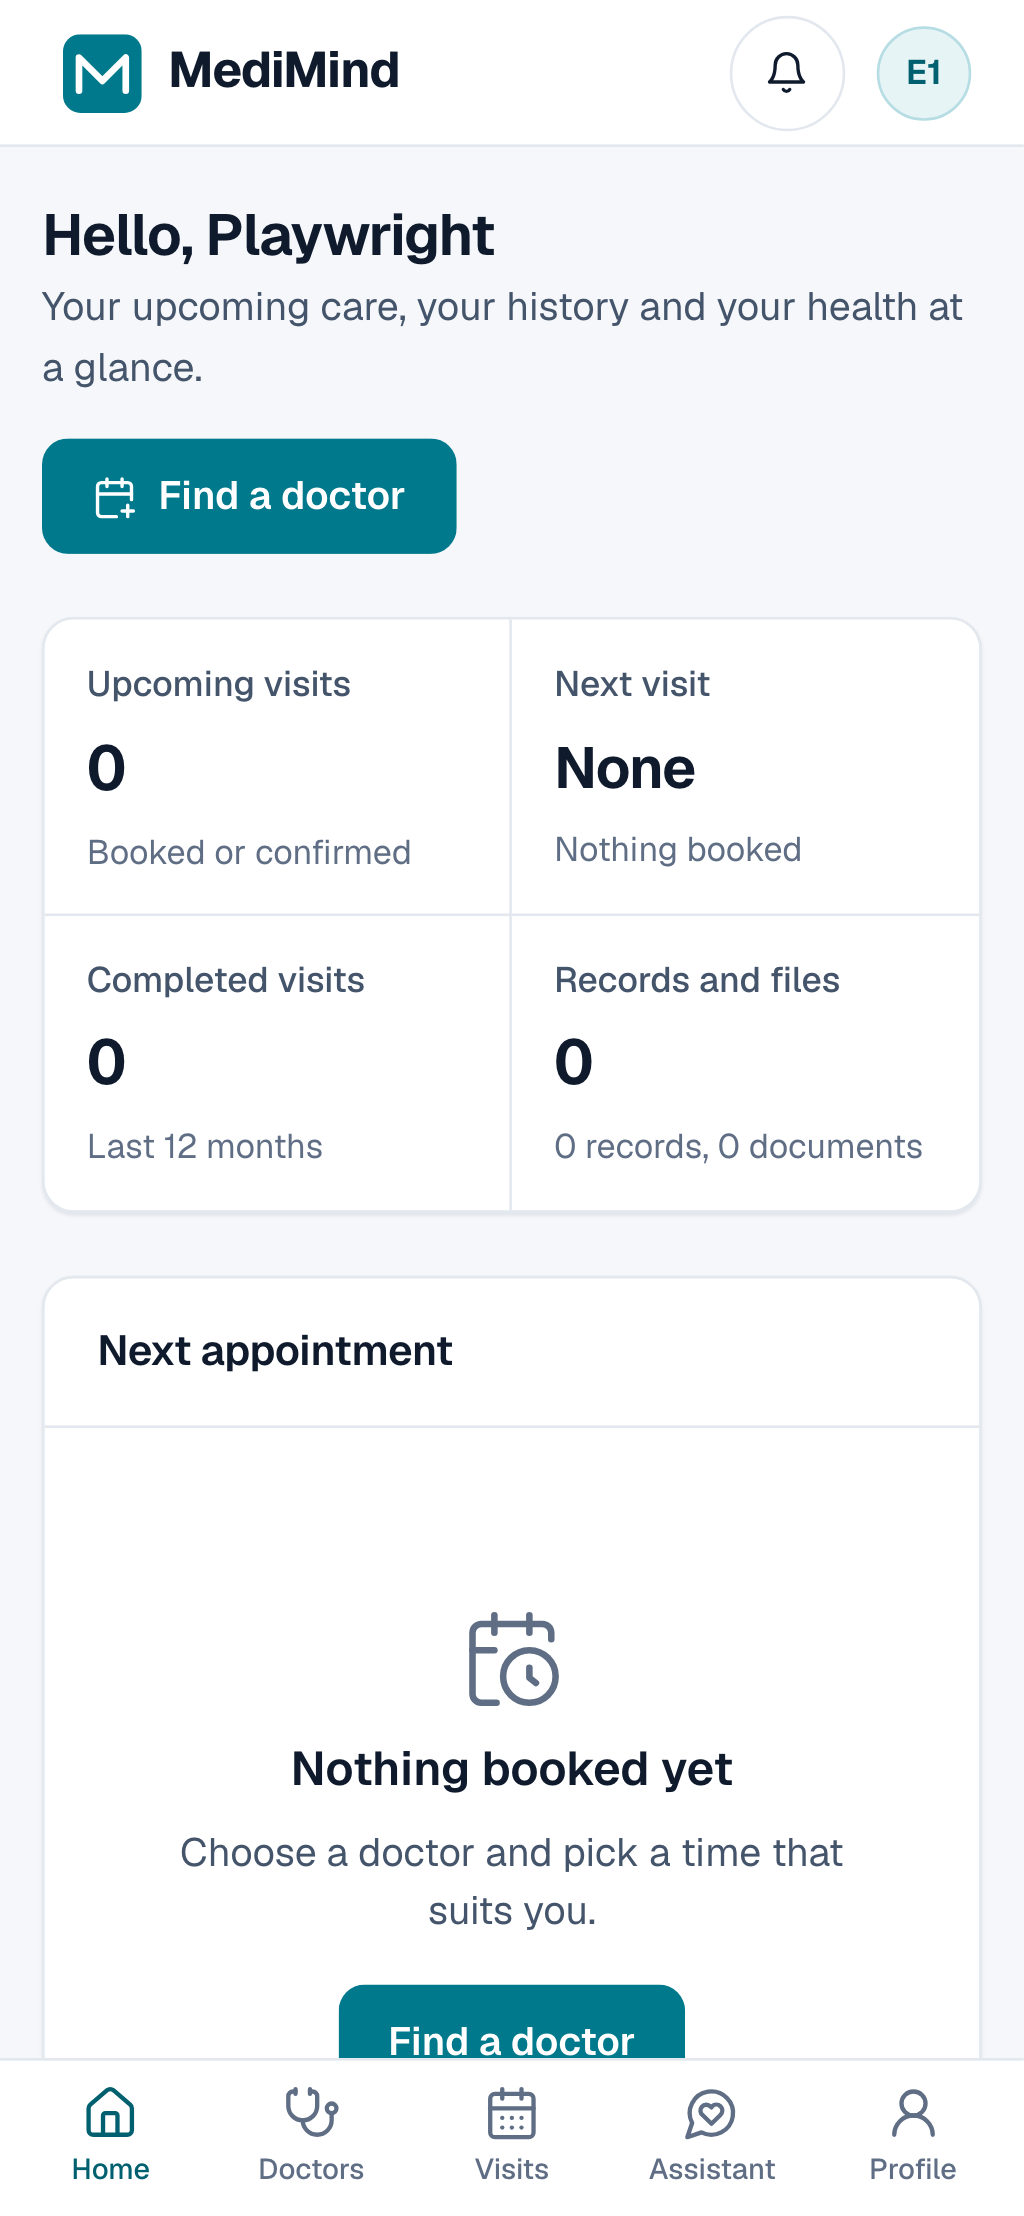 MediMind
E1
Hello, Playwright
Your upcoming care, your history and your health at
a glance.
Find a doctor
Upcoming visits
0
Booked or confirmed
Next visit
None
Nothing booked
Completed visits
0
Last 12 months
Records and files
0
0 records, 0 documents
Next appointment
Nothing booked yet
Choose a doctor and pick a time that
suits you.
Find a doctor
Home
Doctors
Visits
Assistant
Profile